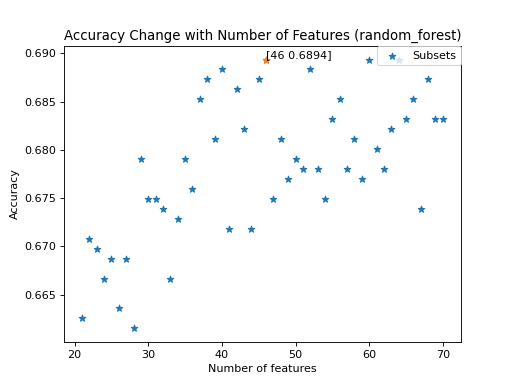 Accuracy Change with Number of Features (random_forest)
[46 0.6894]
Subsets
0.690
0.685
0.680
0.675
0.670
0.665
Accuracy
20 30 40 50 60 70
Number of features